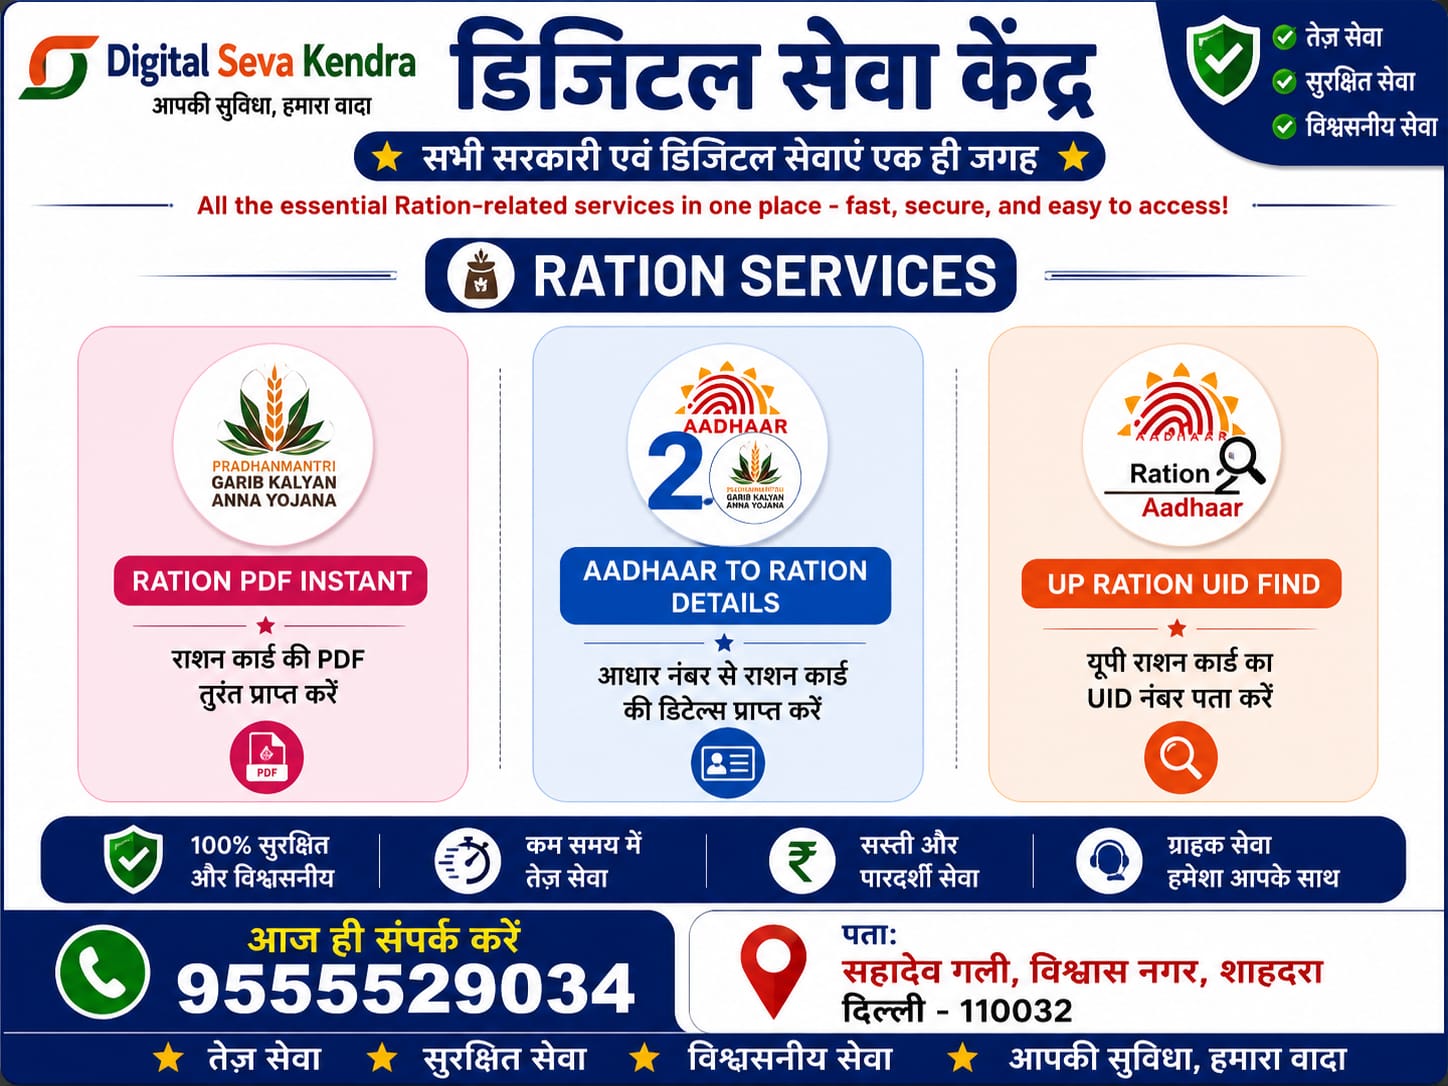 Digital Seva Kendra
आपकी सुविधा, हमारा वादा
डिजिटल सेवा केंद्र
तेज़ सेवा
सुरक्षित सेवा
विश्वसनीय सेवा
सभी सरकारी एवं डिजिटल सेवाएं एक ही जगह
All the essential Ration-related services in one place - fast, secure, and easy to access!
RATION SERVICES
PRADHANMANTRI
GARIB KALYAN
ANNA YOJANA
RATION PDF INSTANT
राशन कार्ड की PDF
तुरंत प्राप्त करें
PDF
AADHAAR
2.
PRADHANMANTRI
GARIB KALYAN
ANNA YOJANA
AADHAAR TO RATION
DETAILS
आधार नंबर से राशन कार्ड
की डिटेल्स प्राप्त करें
AADHAAR
Ration 2
Aadhaar
UP RATION UID FIND
यूपी राशन कार्ड का
UID नंबर पता करें
100% सुरक्षित
और विश्वसनीय
कम समय में
तेज़ सेवा
₹
सस्ती और
पारदर्शी सेवा
ग्राहक सेवा
हमेशा आपके साथ
आज ही संपर्क करें
9555529034
पता:
सहादेव गली, विश्वास नगर, शाहदरा
दिल्ली - 110032
तेज़ सेवा
सुरक्षित सेवा
विश्वसनीय सेवा
आपकी सुविधा, हमारा वादा